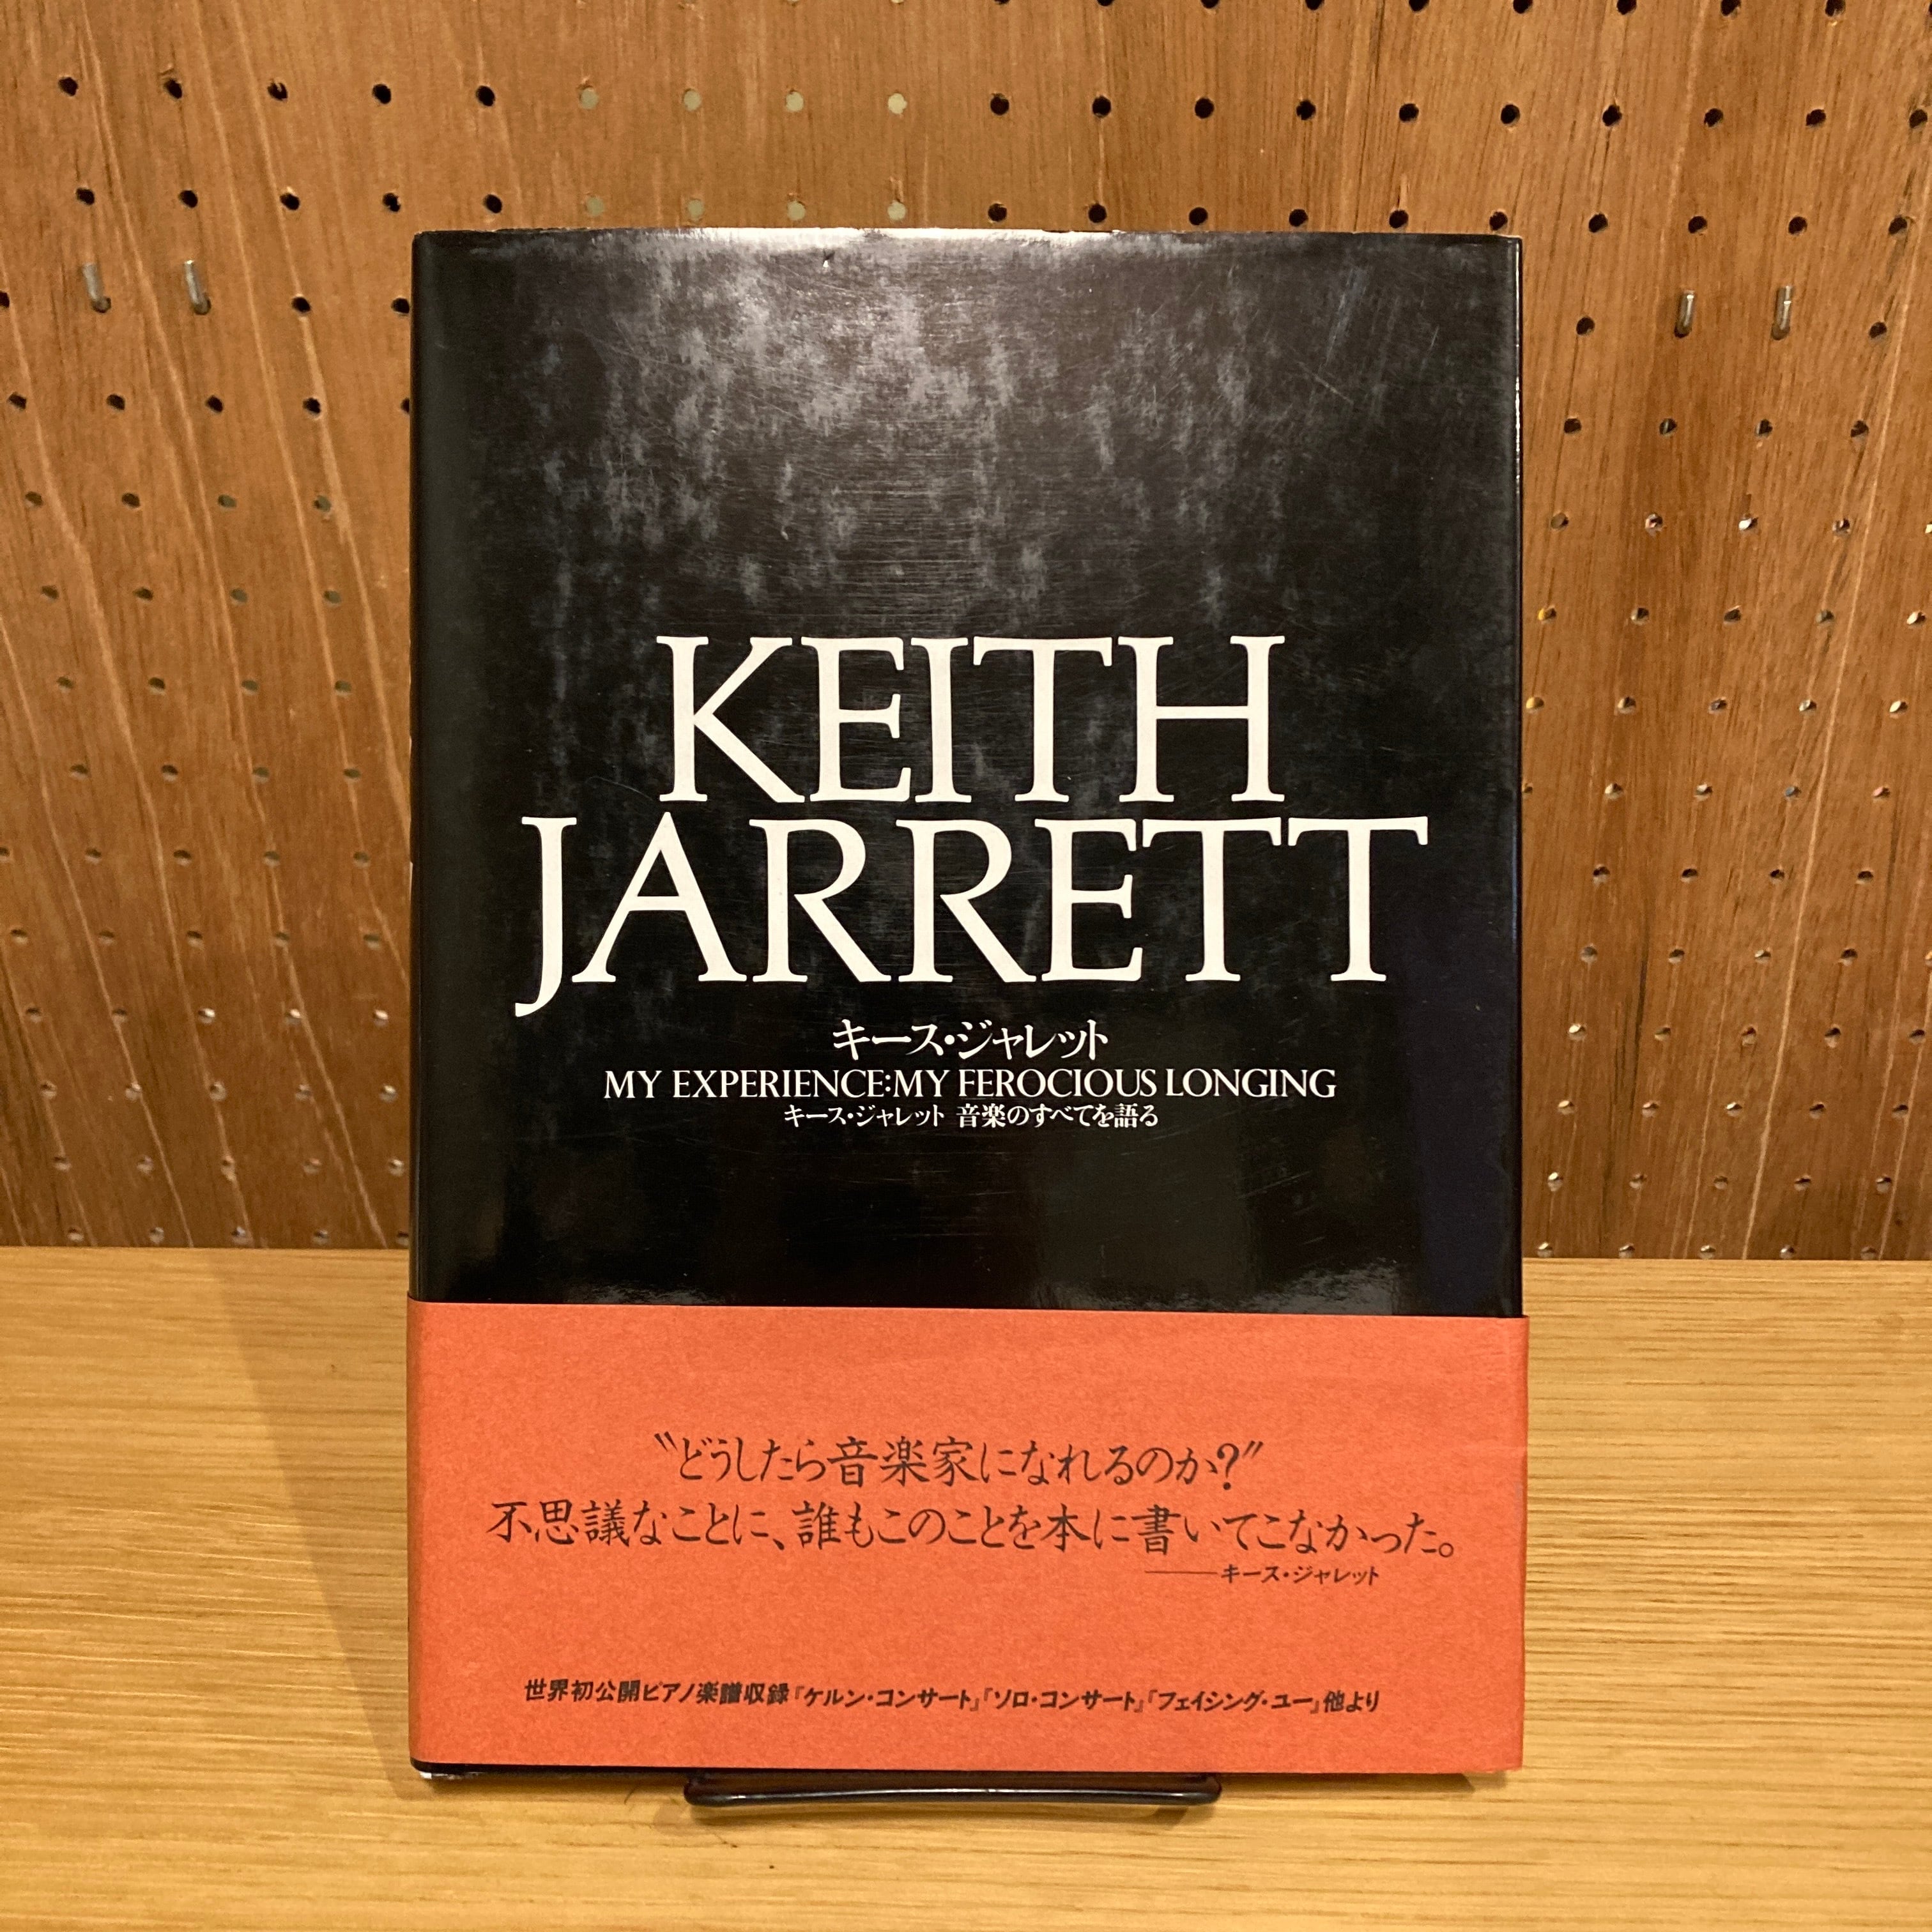 KEITH
JARRETT
キース・ジャレット
MY EXPERIENCE:MY FEROCIOUS LONGING
キース・ジャレット 音楽のすべてを語る
〝どうしたら音楽家になれるのか?〟
不思議なことに、誰もこのことを本に書いてこなかった。
——キース・ジャレット
世界初公開ピアノ楽譜収録『ケルン・コンサート』『ソロ・コンサート』『フェイシング・ユー』他より